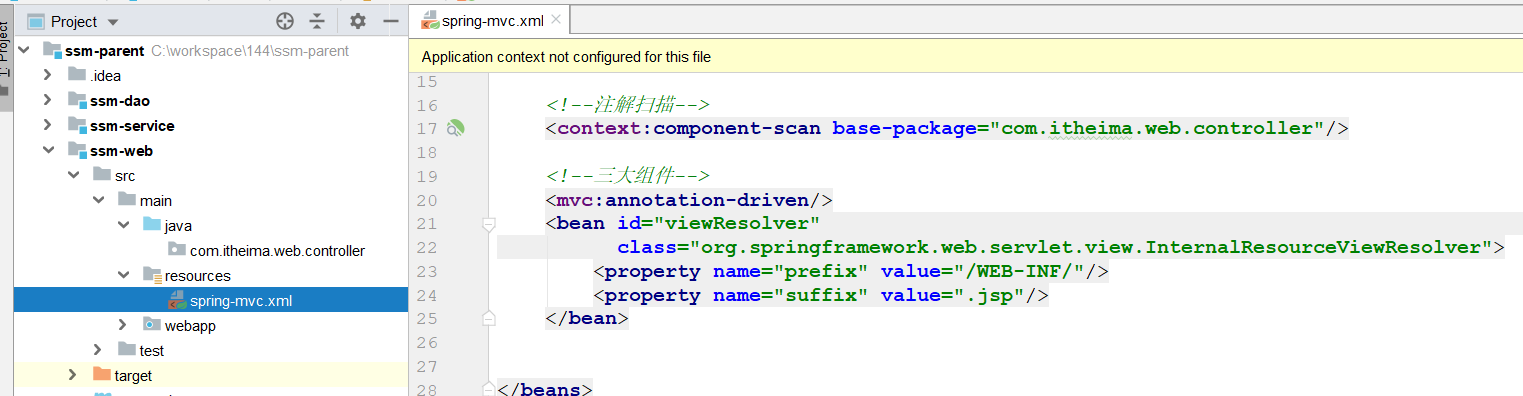 Project
spring-mvc.xml
1: Project
ssm-parent C:\workspace\144\ssm-parent
.idea
ssm-dao
ssm-service
ssm-web
src
main
java
com.itheima.web.controller
resources
spring-mvc.xml
webapp
test
target
Application context not configured for this file
15
16 <!--注解扫描-->
17 <context:component-scan base-package="com.itheima.web.controller"/>
18
19 <!--三大组件-->
20 <mvc:annotation-driven/>
21 <bean id="viewResolver"
22 class="org.springframework.web.servlet.view.InternalResourceViewResolver">
23 <property name="prefix" value="/WEB-INF/"/>
24 <property name="suffix" value=".jsp"/>
25 </bean>
26
27
28 </beans>